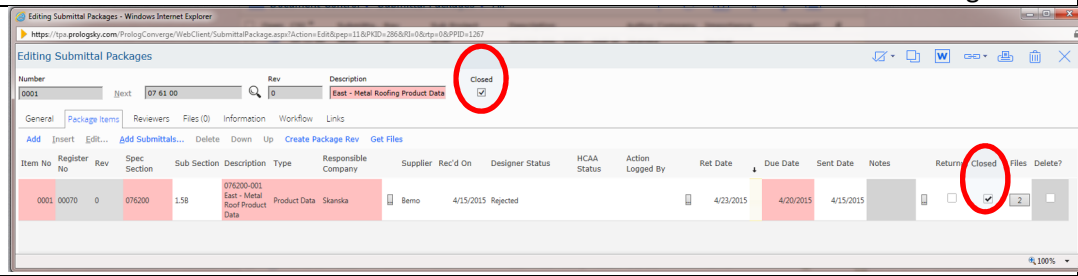 Editing Submittal Packages - Windows Internet Explorer
https://tpa.prologsky.com/PrologConverge/WebClient/SubmittalPackage.aspx?Action=Edit&pep=11&PKID=286&RI=0&rtp=0&PPID=1267
Editing Submittal Packages
Number Rev Description Closed
0001 Next 07 61 00 0 East - Metal Roofing Product Data
General Package Items Reviewers Files (0) Information Workflow Links
Add Insert Edit... Add Submittals... Delete Down Up Create Package Rev Get Files
Item No Register No Rev Spec Section Sub Section Description Type Responsible Company Supplier Rec'd On Designer Status HCAA Status Action Logged By Ret Date Due Date Sent Date Notes Return Closed Files Delete?
0001 00070 0 076200 1.5B 076200-001 East - Metal Roof Product Data Product Data Skanska Bemo 4/15/2015 Rejected 4/23/2015 4/20/2015 4/15/2015 2
100%